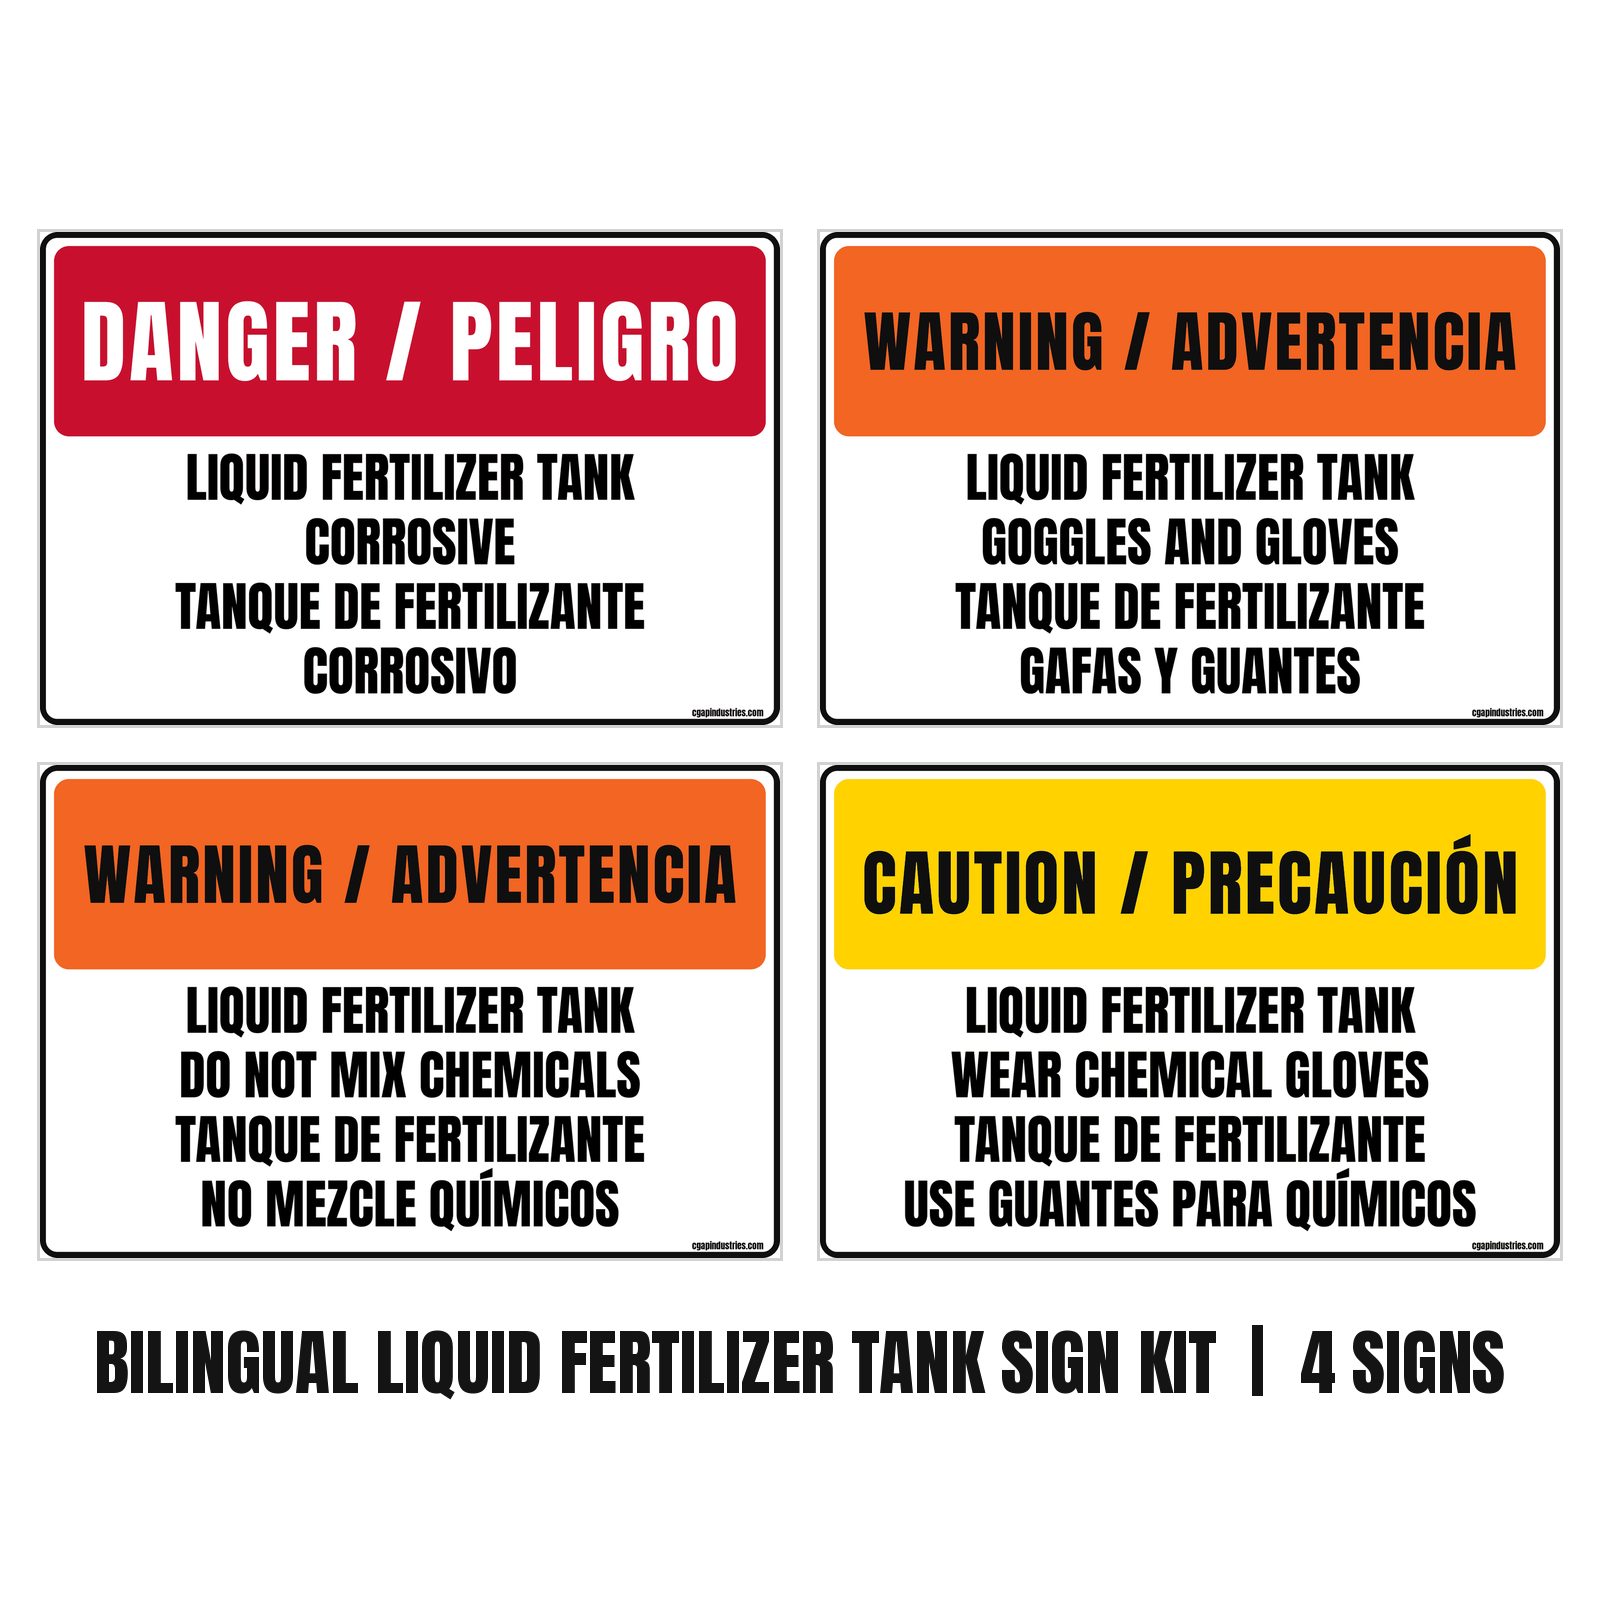 DANGER / PELIGRO
LIQUID FERTILIZER TANK
CORROSIVE
TANQUE DE FERTILIZANTE
CORROSIVO
cgapindustries.com
WARNING / ADVERTENCIA
LIQUID FERTILIZER TANK
GOGGLES AND GLOVES
TANQUE DE FERTILIZANTE
GAFAS Y GUANTES
cgapindustries.com
WARNING / ADVERTENCIA
LIQUID FERTILIZER TANK
DO NOT MIX CHEMICALS
TANQUE DE FERTILIZANTE
NO MEZCLE QUÍMICOS
cgapindustries.com
CAUTION / PRECAUCIÓN
LIQUID FERTILIZER TANK
WEAR CHEMICAL GLOVES
TANQUE DE FERTILIZANTE
USE GUANTES PARA QUÍMICOS
cgapindustries.com
BILINGUAL LIQUID FERTILIZER TANK SIGN KIT | 4 SIGNS